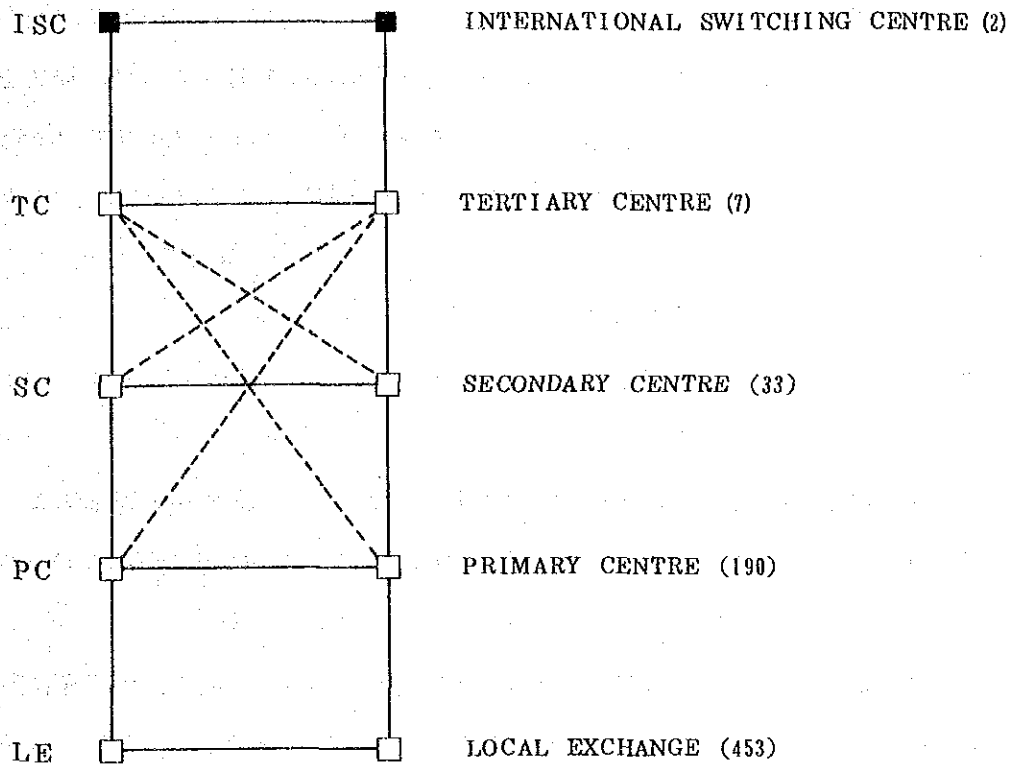 ISC INTERNATIONAL SWITCHING CENTRE (2)
TC TERTIARY CENTRE (7)
SC SECONDARY CENTRE (33)
PC PRIMARY CENTRE (190)
LE LOCAL EXCHANGE (453)